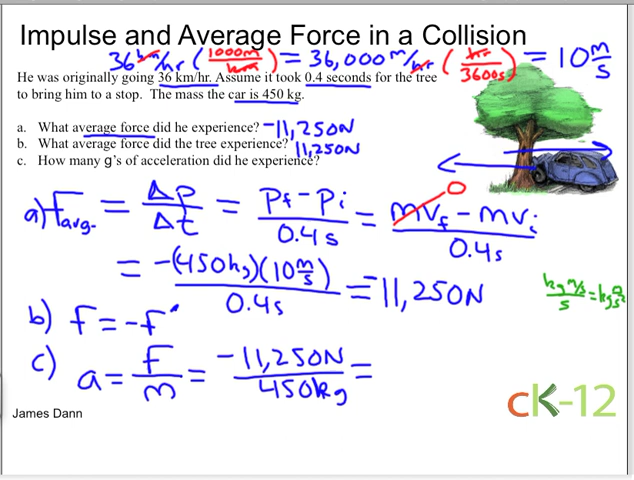 Impulse and Average Force in a Collision
36 km/hr (1000m/km) = 36,000 m/hr (hr/3600s) = 10 m/s
He was originally going 36 km/hr. Assume it took 0.4 seconds for the tree
to bring him to a stop. The mass the car is 450 kg.
a. What average force did he experience? -11,250N
b. What average force did the tree experience? 11,250N
c. How many g's of acceleration did he experience?
a) Favg. = Δp/Δt = Pf - Pi / 0.4s = mVf - mVi / 0.4s
= -(450kg)(10 m/s) / 0.4s = -11,250N
kg m/s / s = kg m/s²
b) F = -F
c) a = F/m = -11,250N / 450kg =
James Dann
cK-12